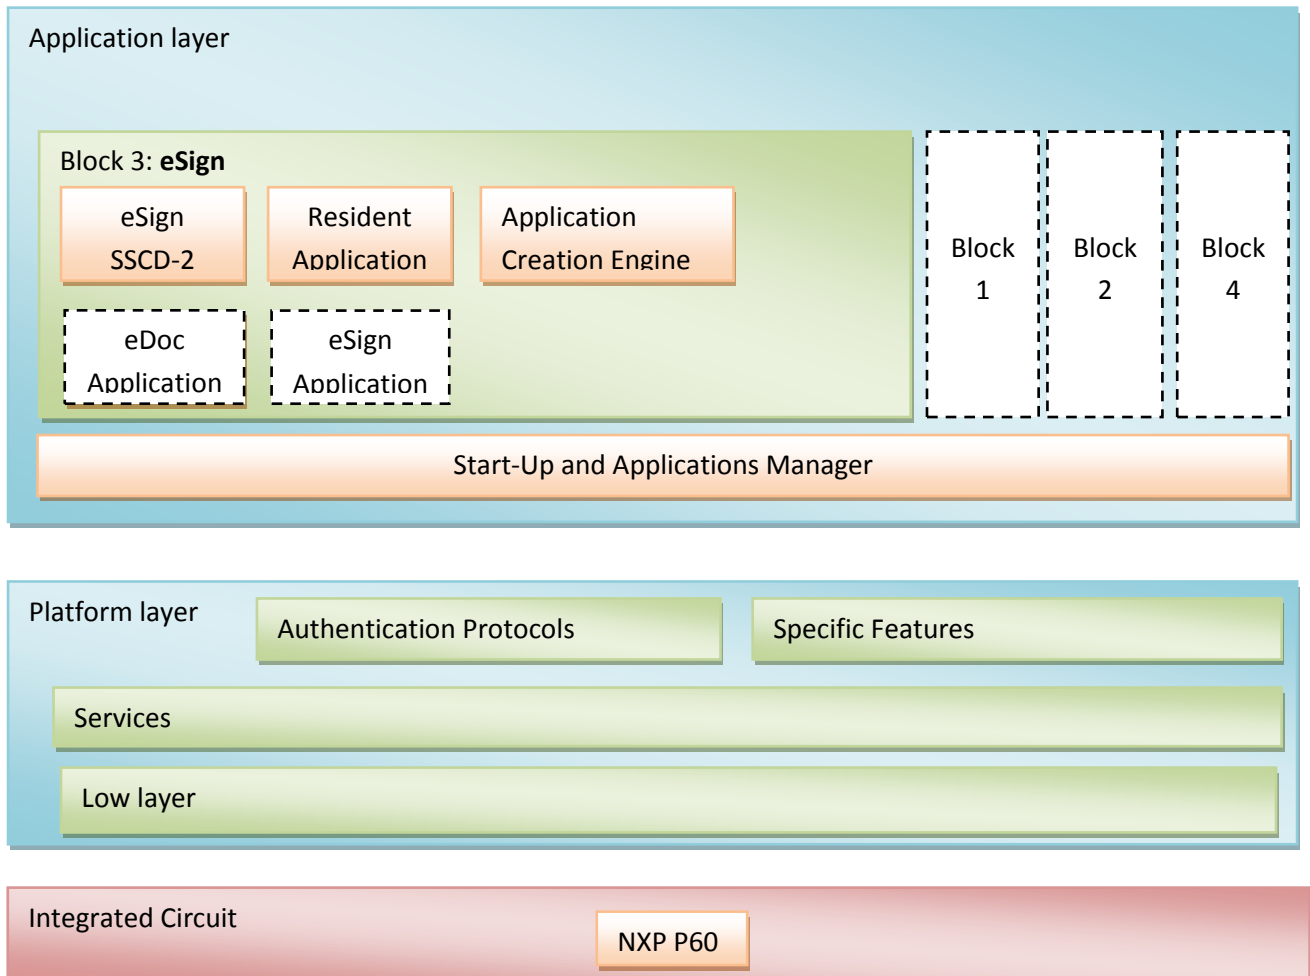 Application layer
Block 3: eSign
eSign
SSCD-2
Resident
Application
Application
Creation Engine
eDoc
Application
eSign
Application
Block
1
Block
2
Block
4
Start-Up and Applications Manager
Platform layer
Authentication Protocols
Specific Features
Services
Low layer
Integrated Circuit
NXP P60